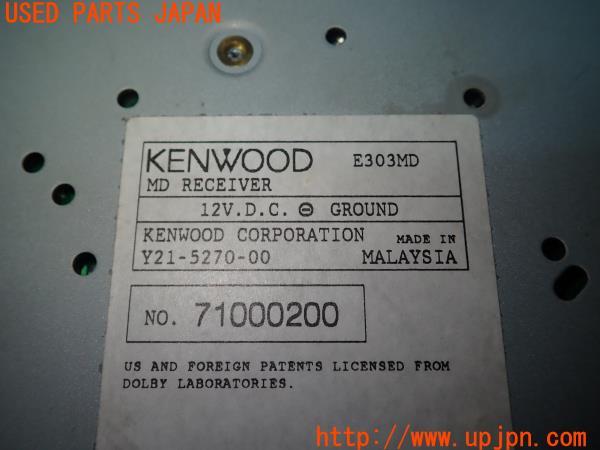 USED PARTS JAPAN
KENWOOD E303MD
MD RECEIVER
12V.D.C. ⊖ GROUND
KENWOOD CORPORATION MADE IN
Y21-5270-00 MALAYSIA
NO. 71000200
US AND FOREIGN PATENTS LICENSED FROM
DOLBY LABORATORIES.
http://www.upjpn.com/